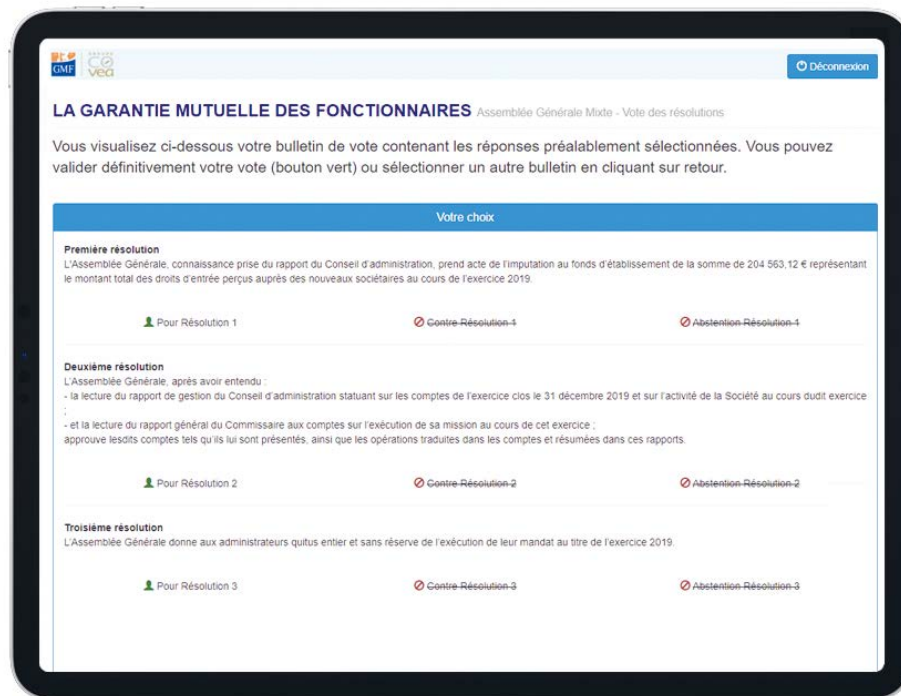 GMF
GROUPE
COvea
Déconnexion
LA GARANTIE MUTUELLE DES FONCTIONNAIRES Assemblée Générale Mixte - Vote des résolutions
Vous visualisez ci-dessous votre bulletin de vote contenant les réponses préalablement sélectionnées. Vous pouvez
valider définitivement votre vote (bouton vert) ou sélectionner un autre bulletin en cliquant sur retour.
Votre choix
Première résolution
L'Assemblée Générale, connaissance prise du rapport du Conseil d'administration, prend acte de l'imputation au fonds d'établissement de la somme de 204 563,12 € représentant
le montant total des droits d'entrée perçus auprès des nouveaux sociétaires au cours de l'exercice 2019.
Pour Résolution 1 Contre Résolution 1 Abstention Résolution 1
Deuxième résolution
L'Assemblée Générale, après avoir entendu :
- la lecture du rapport de gestion du Conseil d'administration statuant sur les comptes de l'exercice clos le 31 décembre 2019 et sur l'activité de la Société au cours dudit exercice
;
- et la lecture du rapport général du Commissaire aux comptes sur l'exécution de sa mission au cours de cet exercice ;
approuve lesdits comptes tels qu'ils lui sont présentés, ainsi que les opérations traduites dans les comptes et résumées dans ces rapports.
Pour Résolution 2 Contre Résolution 2 Abstention Résolution 2
Troisième résolution
L'Assemblée Générale donne aux administrateurs quitus entier et sans réserve de l'exécution de leur mandat au titre de l'exercice 2019.
Pour Résolution 3 Contre Résolution 3 Abstention Résolution 3